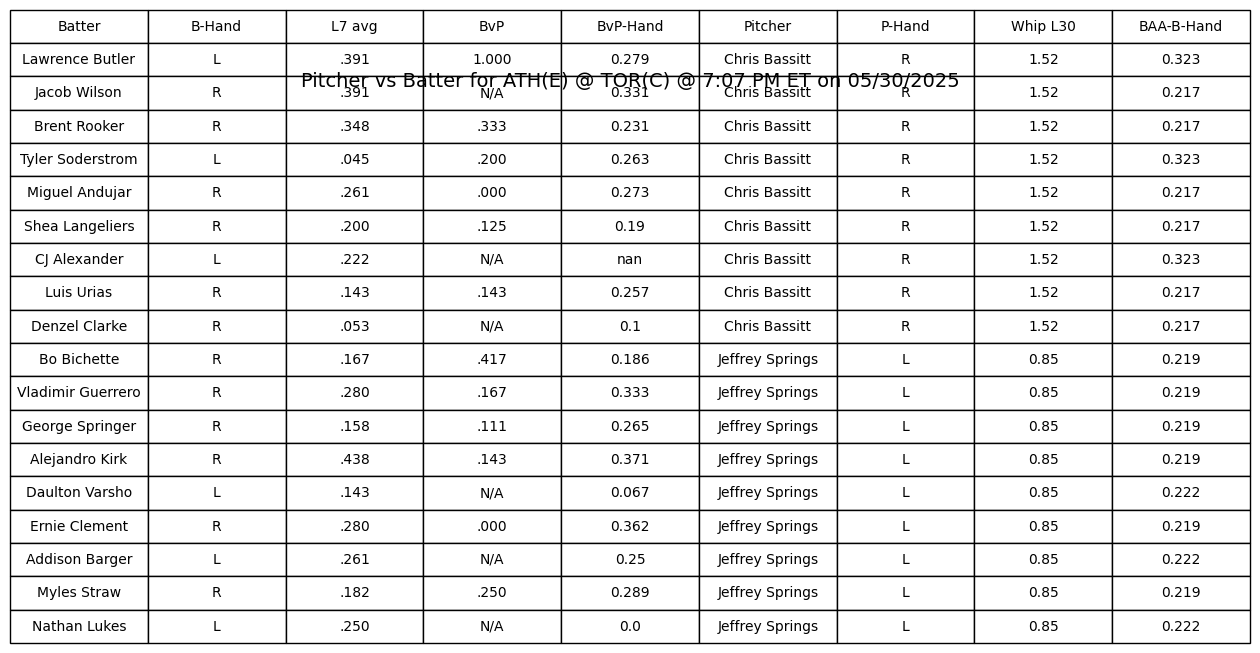 Batter B-Hand L7 avg BvP BvP-Hand Pitcher P-Hand Whip L30 BAA-B-Hand
Lawrence Butler L .391 1.000 0.279 Chris Bassitt R 1.52 0.323
Pitcher vs Batter for ATH(E) @ TOR(C) @ 7:07 PM ET on 05/30/2025
Jacob Wilson R .391 N/A 0.331 Chris Bassitt R 1.52 0.217
Brent Rooker R .348 .333 0.231 Chris Bassitt R 1.52 0.217
Tyler Soderstrom L .045 .200 0.263 Chris Bassitt R 1.52 0.323
Miguel Andujar R .261 .000 0.273 Chris Bassitt R 1.52 0.217
Shea Langeliers R .200 .125 0.19 Chris Bassitt R 1.52 0.217
CJ Alexander L .222 N/A nan Chris Bassitt R 1.52 0.323
Luis Urias R .143 .143 0.257 Chris Bassitt R 1.52 0.217
Denzel Clarke R .053 N/A 0.1 Chris Bassitt R 1.52 0.217
Bo Bichette R .167 .417 0.186 Jeffrey Springs L 0.85 0.219
Vladimir Guerrero R .280 .167 0.333 Jeffrey Springs L 0.85 0.219
George Springer R .158 .111 0.265 Jeffrey Springs L 0.85 0.219
Alejandro Kirk R .438 .143 0.371 Jeffrey Springs L 0.85 0.219
Daulton Varsho L .143 N/A 0.067 Jeffrey Springs L 0.85 0.222
Ernie Clement R .280 .000 0.362 Jeffrey Springs L 0.85 0.219
Addison Barger L .261 N/A 0.25 Jeffrey Springs L 0.85 0.222
Myles Straw R .182 .250 0.289 Jeffrey Springs L 0.85 0.219
Nathan Lukes L .250 N/A 0.0 Jeffrey Springs L 0.85 0.222